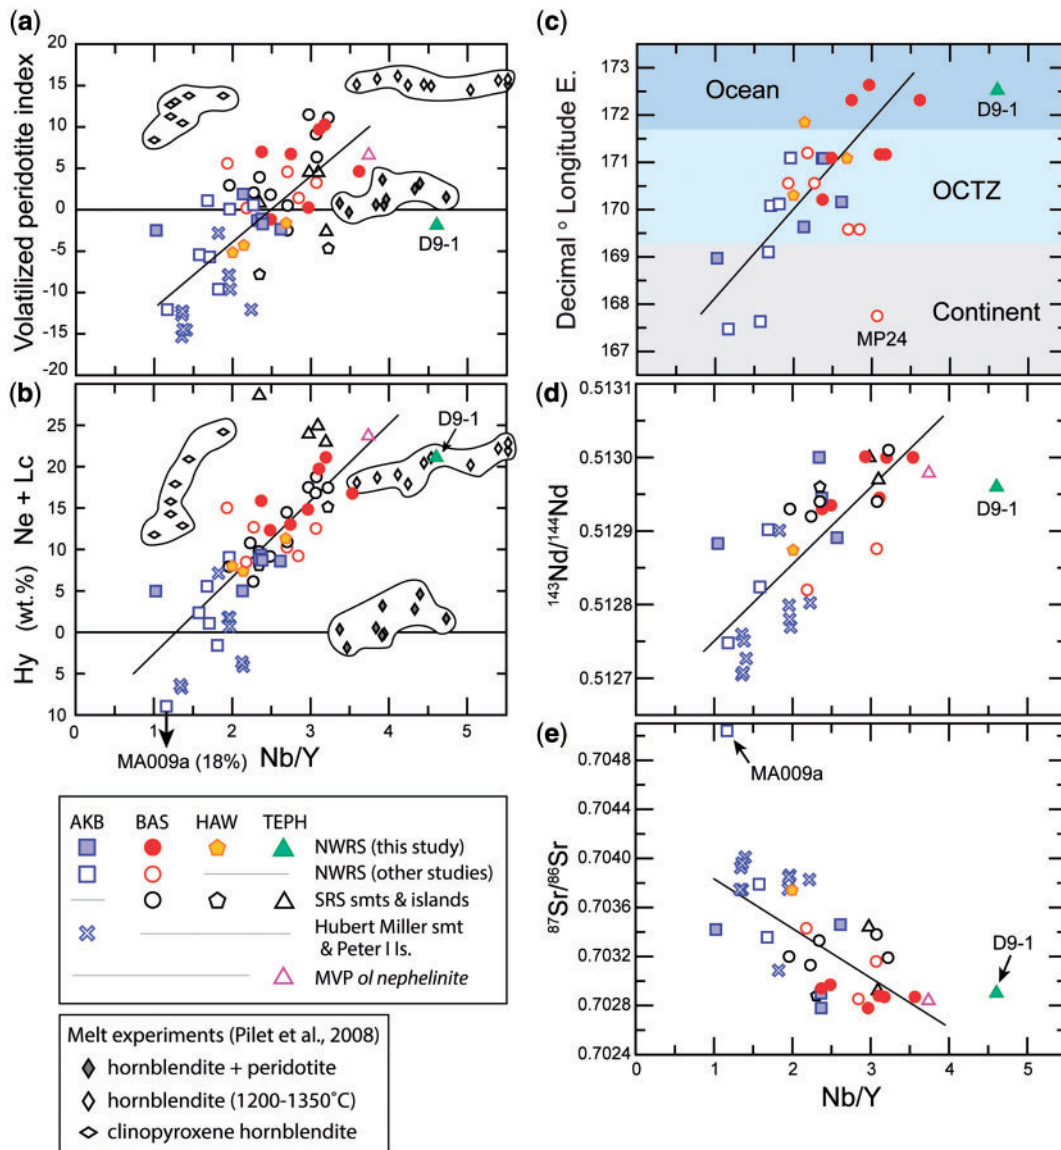 (a)
20
15
10
5
0
-5
-10
-15
-20
Volatilized peridotite index
D9-1
0 1 2 3 4 5
(b)
25
20
15
10
5
0
5
10
Hy (wt.%) Ne + Lc
D9-1
0 1 2 3 4 5
MA009a (18%)
Nb/Y
(c)
173
172
171
170
169
168
167
Decimal ° Longitude E.
Ocean
D9-1
OCTZ
Continent
MP24
(d)
0.5131
0.5130
0.5129
0.5128
0.5127
143Nd/144Nd
D9-1
(e)
0.7048
0.7044
0.7040
0.7036
0.7032
0.7028
0.7024
87Sr/86Sr
MA009a
D9-1
0 1 2 3 4 5
Nb/Y
AKB BAS HAW TEPH
NWRS (this study)
NWRS (other studies)
SRS smts & islands
Hubert Miller smt
& Peter I Is.
MVP ol nephelinite
Melt experiments (Pilet et al., 2008)
hornblendite + peridotite
hornblendite (1200-1350°C)
clinopyroxene hornblendite